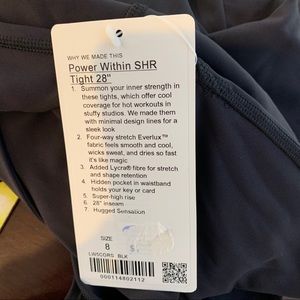 WHY WE MADE THIS
Power Within SHR
Tight 28"
1. Summon your inner strength in
these tights, which offer cool
coverage for hot workouts in
stuffy studios. We made them
with minimal design lines for a
sleek look
2. Four-way stretch Everlux™
fabric feels smooth and cool,
wicks sweat, and dries so fast
it's like magic
3. Added Lycra® fibre for stretch
and shape retention
4. Hidden pocket in waistband
holds your key or card
5. Super-high rise
6. 28" inseam
7. Hugged Sensation
SIZE
8
$
LW5CGRS BLK
000114802112